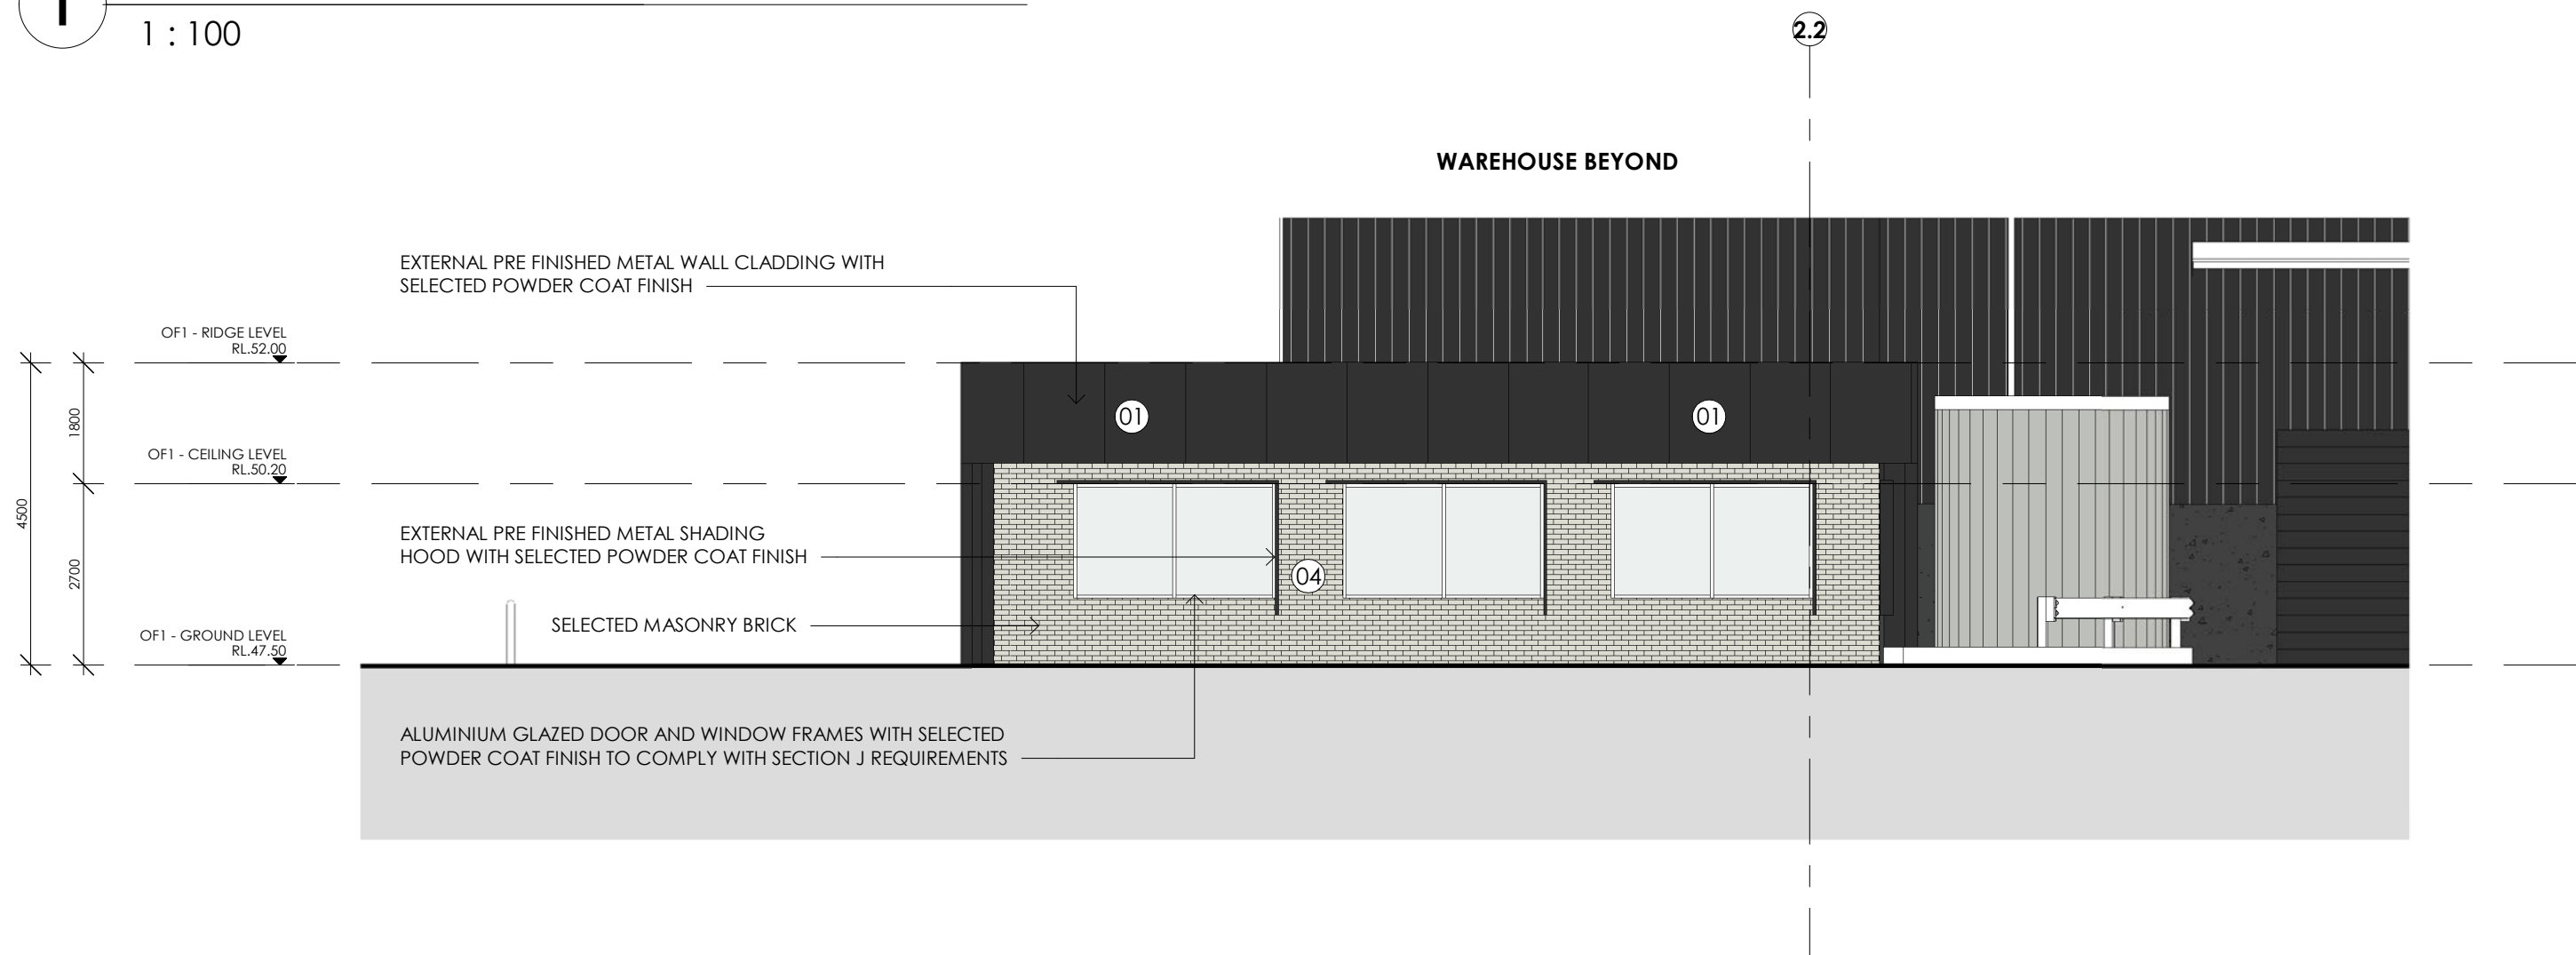 1
1 : 100
2.2
WAREHOUSE BEYOND
EXTERNAL PRE FINISHED METAL WALL CLADDING WITH
SELECTED POWDER COAT FINISH
OF1 - RIDGE LEVEL
RL.52.00
1800
01
01
OF1 - CEILING LEVEL
RL.50.20
4500
2700
EXTERNAL PRE FINISHED METAL SHADING
HOOD WITH SELECTED POWDER COAT FINISH
04
SELECTED MASONRY BRICK
OF1 - GROUND LEVEL
RL.47.50
ALUMINIUM GLAZED DOOR AND WINDOW FRAMES WITH SELECTED
POWDER COAT FINISH TO COMPLY WITH SECTION J REQUIREMENTS